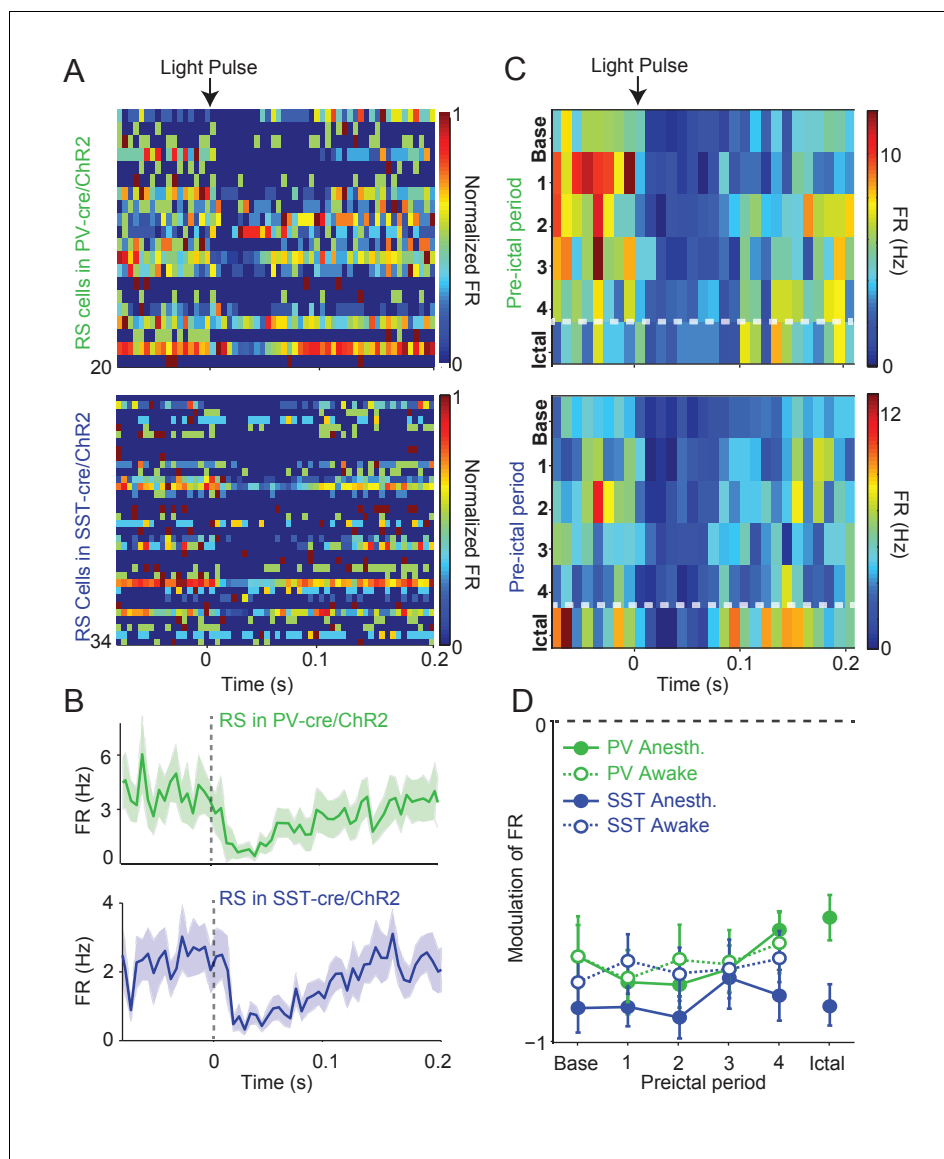 A
Light Pulse
RS cells in PV-cre/ChR2
20
1
0
Normalized FR
RS Cells in SST-cre/ChR2
34
1
0
Normalized FR
0
0.1
0.2
Time (s)
C
Light Pulse
Pre-ictal period
Base
1
2
3
4
Ictal
10
0
FR (Hz)
Pre-ictal period
Base
1
2
3
4
Ictal
12
0
FR (Hz)
0
0.1
0.2
Time (s)
B
RS in PV-cre/ChR2
FR (Hz)
6
3
0
0
0.1
0.2
RS in SST-cre/ChR2
FR (Hz)
4
2
0
0
0.1
0.2
Time (s)
D
0
PV Anesth.
PV Awake
SST Anesth.
SST Awake
Modulation of FR
−1
Base
1
2
3
4
Ictal
Preictal period